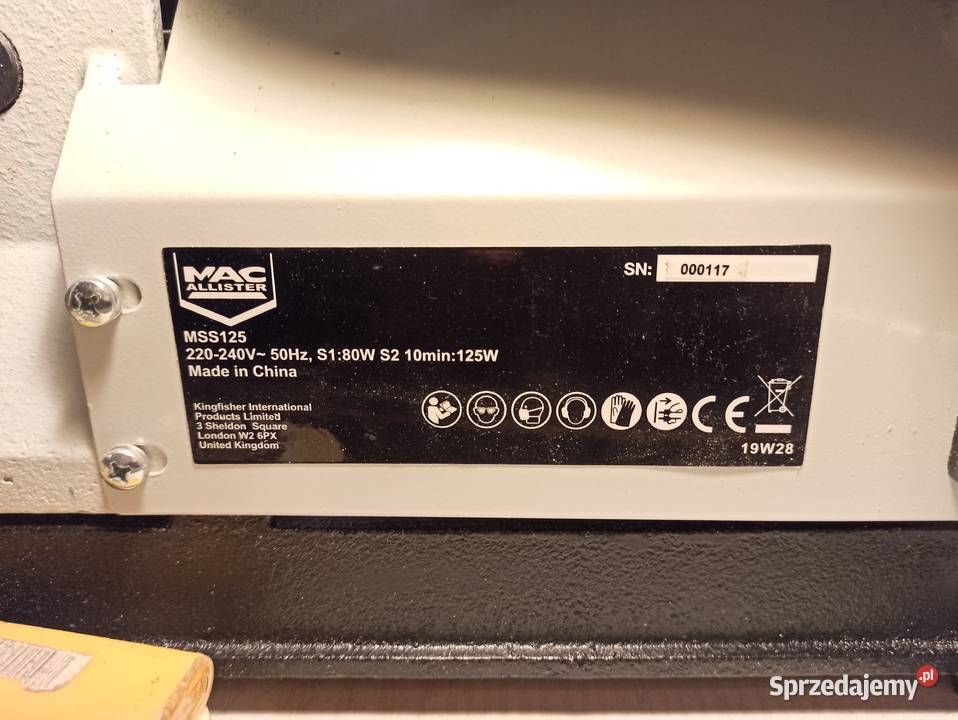 MAC
ALLISTER
SN: 000117
MSS125
220-240V~ 50Hz, S1:80W S2 10min:125W
Made in China
Kingfisher International
Products Limited
3 Sheldon Square
London W2 6PX
United Kingdom
CE
19W28
Sprzedajemy.pl